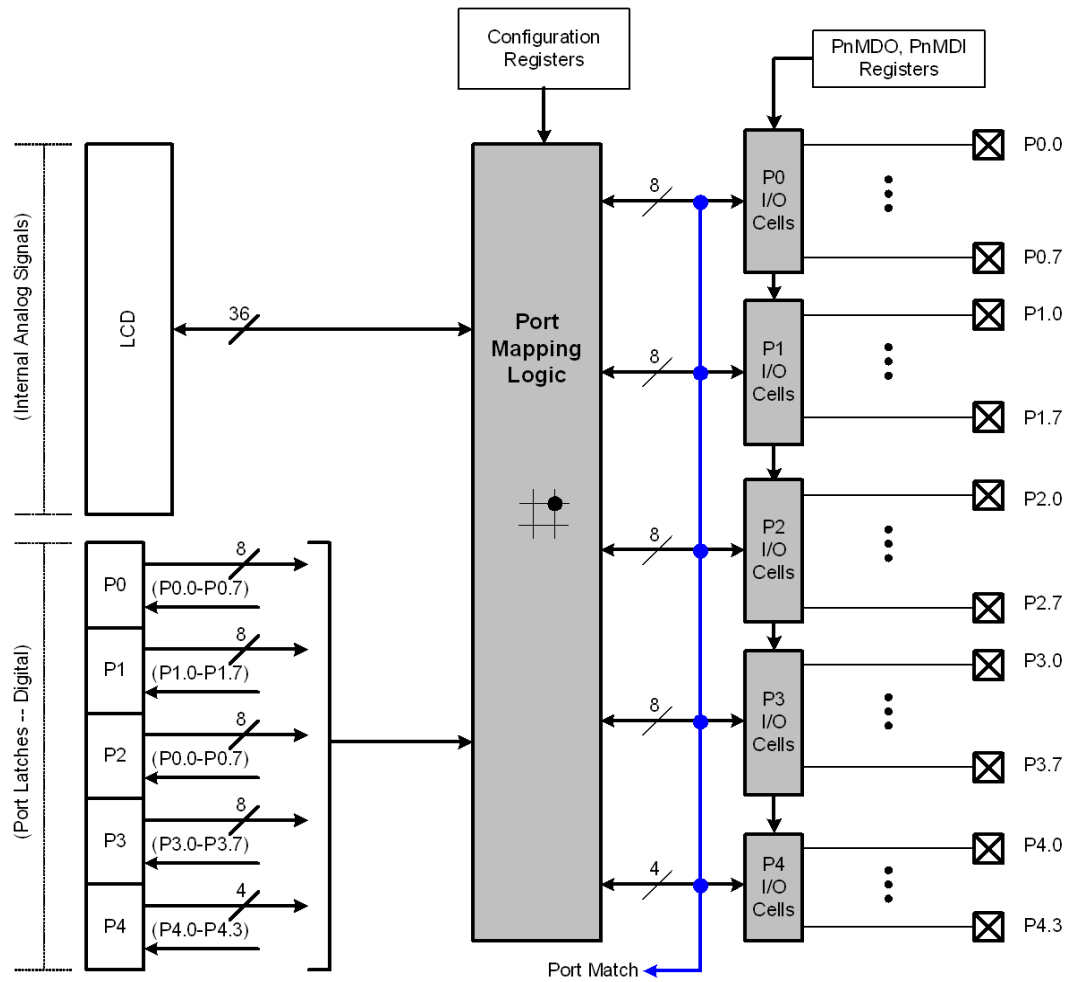 Configuration
Registers
PnMDO, PnMDI
Registers
(Internal Analog Signals)
LCD
36
Port
Mapping
Logic
8
P0
I/O
Cells
P0.0
P0.7
8
P1
I/O
Cells
P1.0
P1.7
8
P2
I/O
Cells
P2.0
P2.7
8
P3
I/O
Cells
P3.0
P3.7
4
P4
I/O
Cells
P4.0
P4.3
(Port Latches -- Digital)
P0
8
(P0.0-P0.7)
P1
8
(P1.0-P1.7)
P2
8
(P0.0-P0.7)
P3
8
(P3.0-P3.7)
P4
4
(P4.0-P4.3)
Port Match